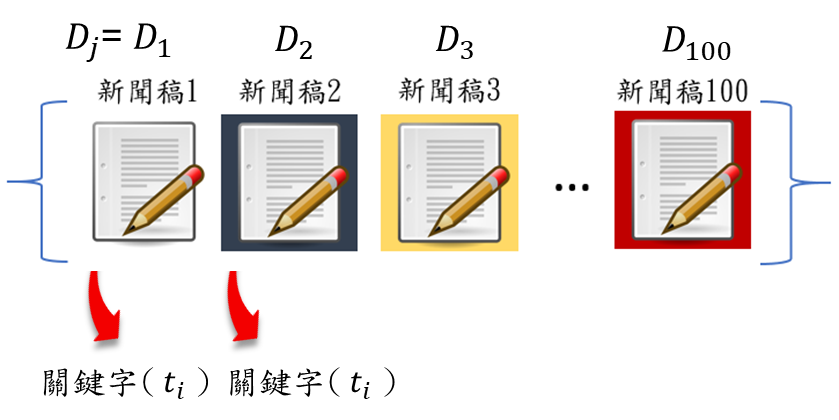 Dj= D1 D2 D3 D100
新聞稿1 新聞稿2 新聞稿3 新聞稿100
...
關鍵字( ti ) 關鍵字( ti )